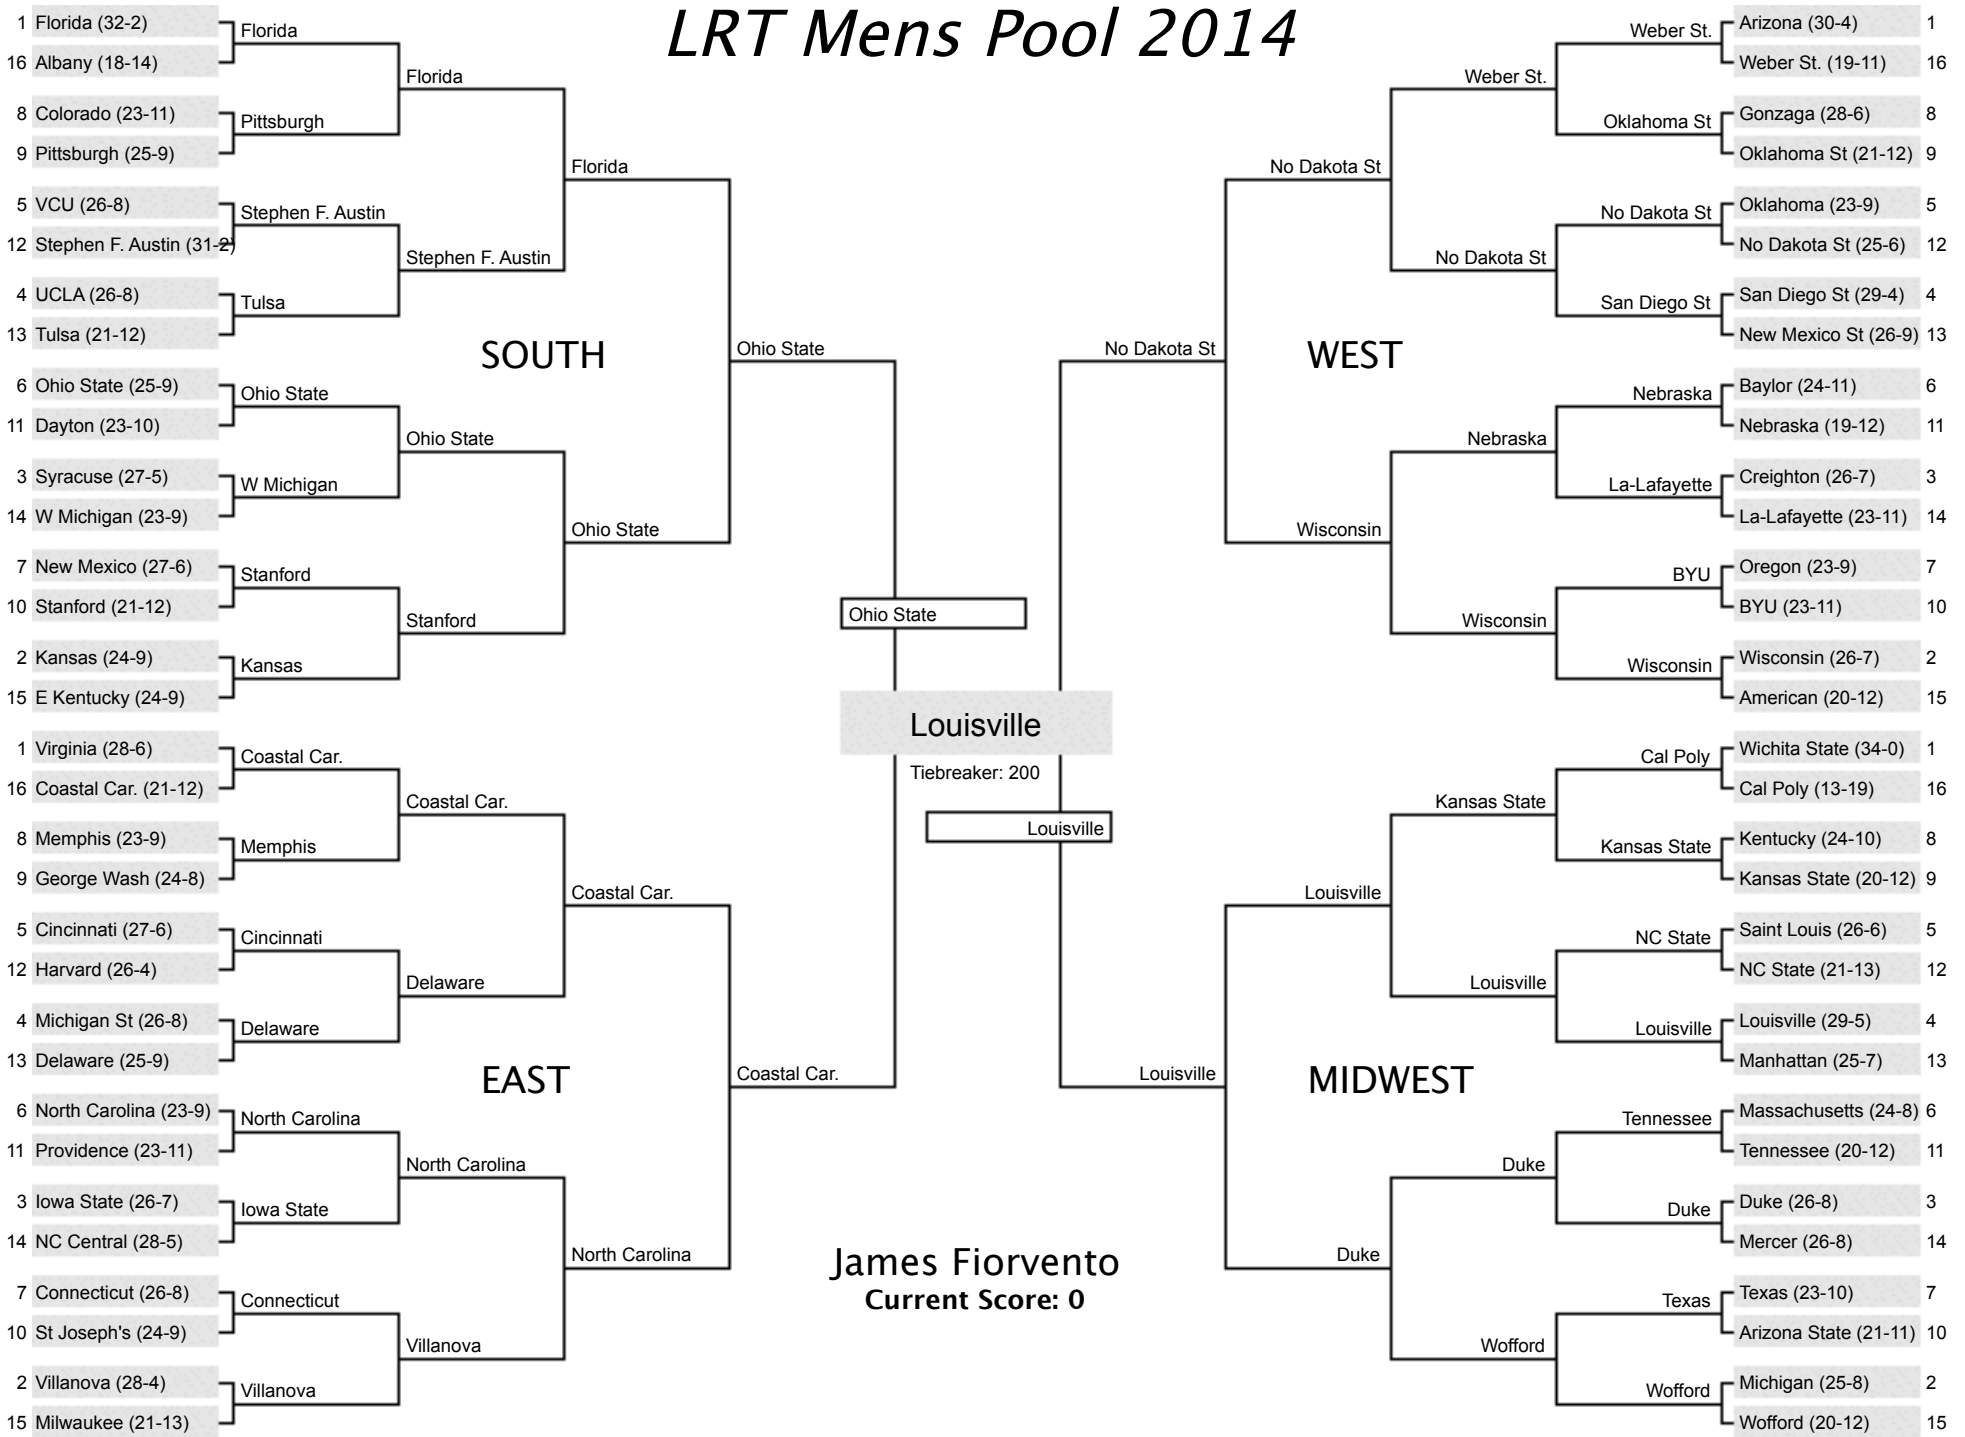 LRT Mens Pool 2014
1 Florida (32-2)
16 Albany (18-14)
8 Colorado (23-11)
9 Pittsburgh (25-9)
5 VCU (26-8)
12 Stephen F. Austin (31-2)
4 UCLA (26-8)
13 Tulsa (21-12)
6 Ohio State (25-9)
11 Dayton (23-10)
3 Syracuse (27-5)
14 W Michigan (23-9)
7 New Mexico (27-6)
10 Stanford (21-12)
2 Kansas (24-9)
15 E Kentucky (24-9)
Florida
Pittsburgh
Stephen F. Austin
Tulsa
Ohio State
W Michigan
Stanford
Kansas
Florida
Stephen F. Austin
Ohio State
Stanford
Florida
Ohio State
SOUTH
Ohio State
1 Virginia (28-6)
16 Coastal Car. (21-12)
8 Memphis (23-9)
9 George Wash (24-8)
5 Cincinnati (27-6)
12 Harvard (26-4)
4 Michigan St (26-8)
13 Delaware (25-9)
6 North Carolina (23-9)
11 Providence (23-11)
3 Iowa State (26-7)
14 NC Central (28-5)
7 Connecticut (26-8)
10 St Joseph's (24-9)
2 Villanova (28-4)
15 Milwaukee (21-13)
Coastal Car.
Memphis
Cincinnati
Delaware
North Carolina
Iowa State
Connecticut
Villanova
Coastal Car.
Delaware
North Carolina
Villanova
Coastal Car.
North Carolina
EAST
Coastal Car.
Ohio State
Louisville
Tiebreaker: 200
Louisville
James Fiorvento
Current Score: 0
Arizona (30-4) 1
Weber St. (19-11) 16
Gonzaga (28-6) 8
Oklahoma St (21-12) 9
Oklahoma (23-9) 5
No Dakota St (25-6) 12
San Diego St (29-4) 4
New Mexico St (26-9) 13
Baylor (24-11) 6
Nebraska (19-12) 11
Creighton (26-7) 3
La-Lafayette (23-11) 14
Oregon (23-9) 7
BYU (23-11) 10
Wisconsin (26-7) 2
American (20-12) 15
Weber St.
Oklahoma St
No Dakota St
San Diego St
Nebraska
La-Lafayette
BYU
Wisconsin
Weber St.
No Dakota St
Nebraska
Wisconsin
No Dakota St
Wisconsin
WEST
No Dakota St
Wichita State (34-0) 1
Cal Poly (13-19) 16
Kentucky (24-10) 8
Kansas State (20-12) 9
Saint Louis (26-6) 5
NC State (21-13) 12
Louisville (29-5) 4
Manhattan (25-7) 13
Massachusetts (24-8) 6
Tennessee (20-12) 11
Duke (26-8) 3
Mercer (26-8) 14
Texas (23-10) 7
Arizona State (21-11) 10
Michigan (25-8) 2
Wofford (20-12) 15
Cal Poly
Kansas State
NC State
Louisville
Tennessee
Duke
Texas
Wofford
Kansas State
Louisville
Duke
Wofford
Louisville
Duke
MIDWEST
Louisville